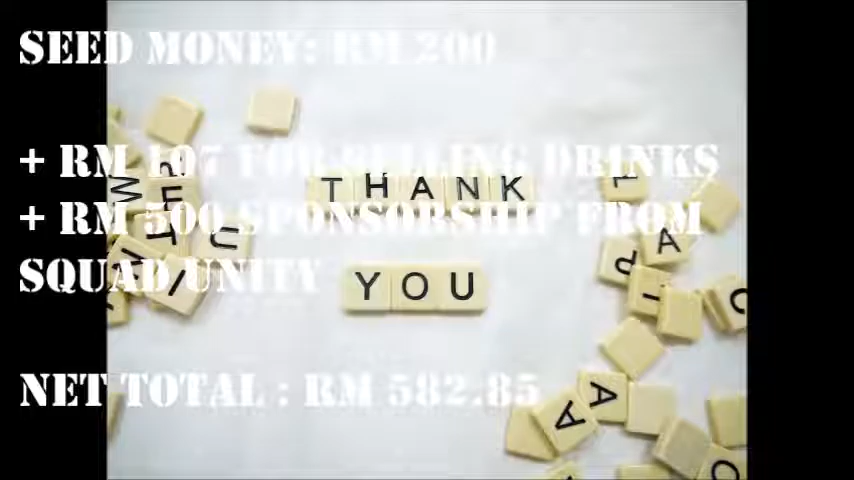 SEED MONEY: RM 200
+ RM 107 FOR SELLING DRINKS
THANK
+ RM 500 SPONSORSHIP FROM
SQUAD UNITY
YOU
NET TOTAL : RM 582.85